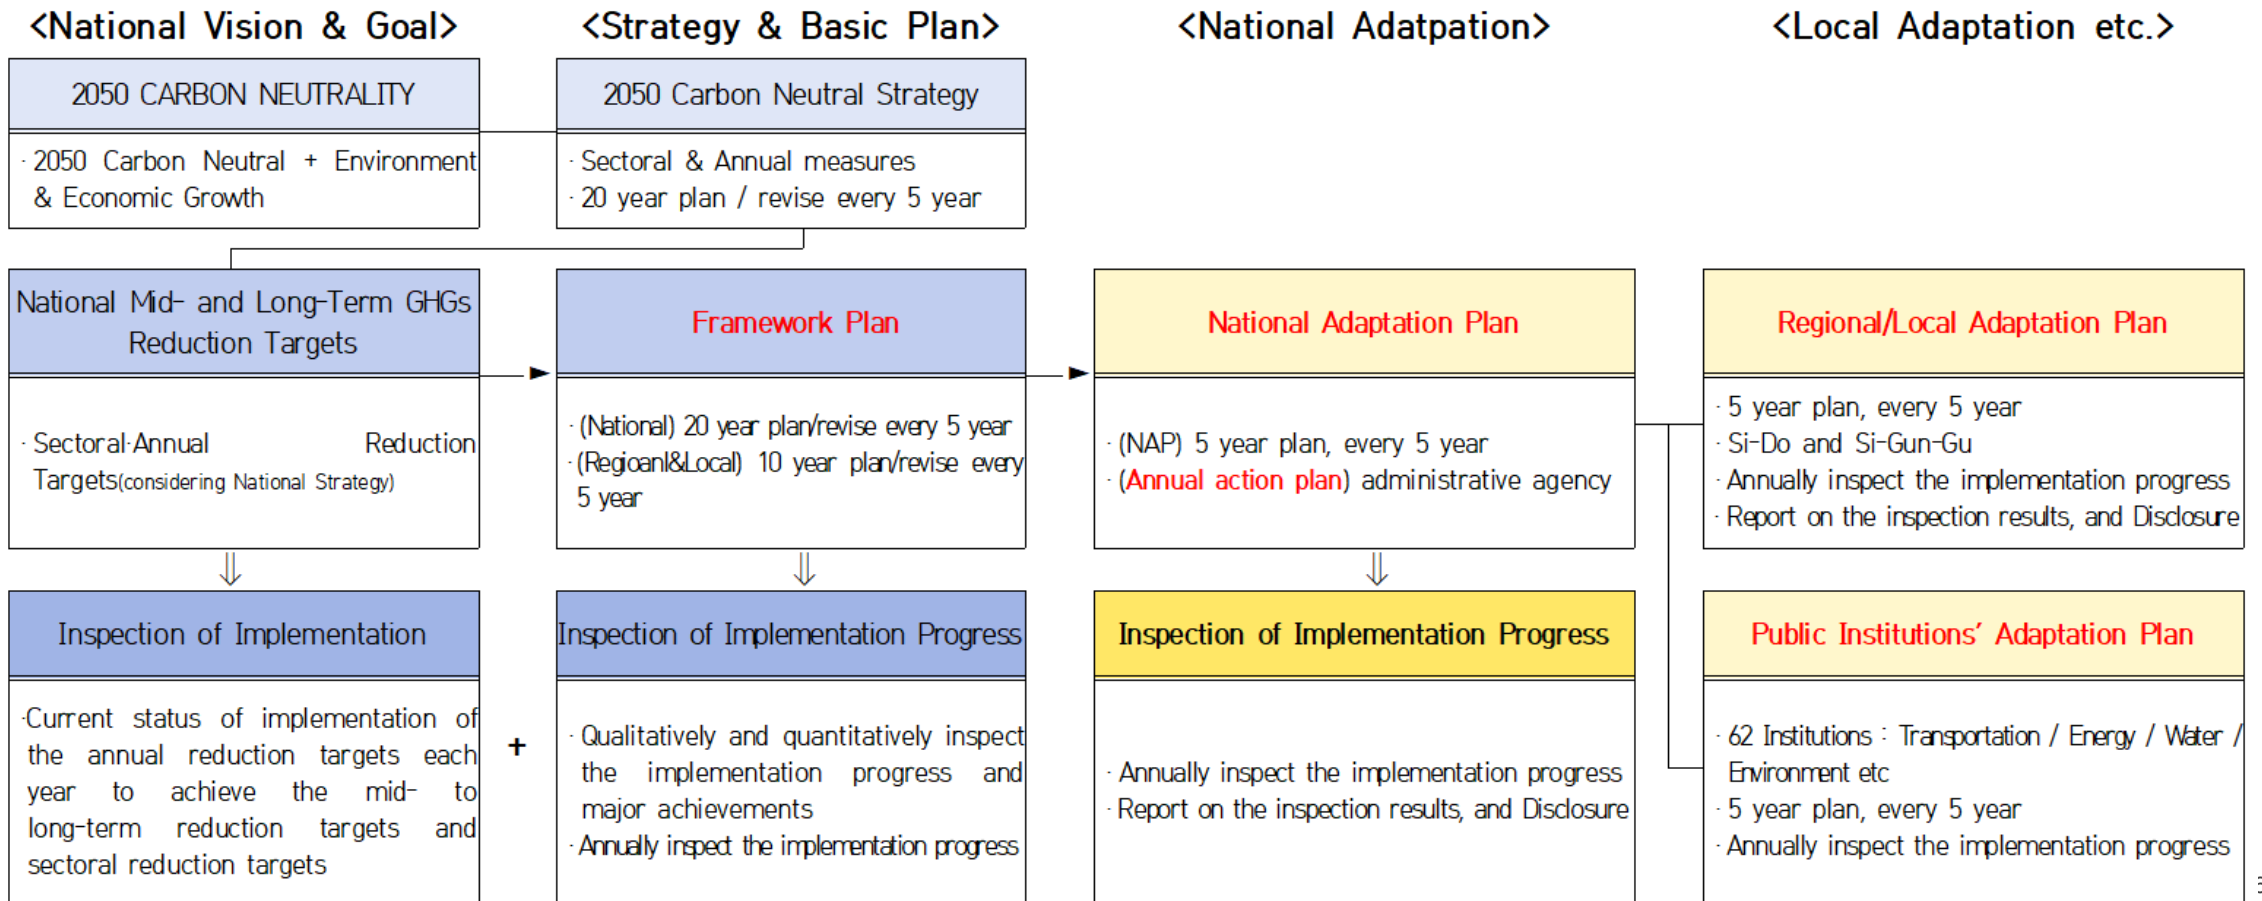 <National Vision & Goal>
<Strategy & Basic Plan>
<National Adatpation>
<Local Adaptation etc.>
2050 CARBON NEUTRALITY
· 2050 Carbon Neutral + Environment
& Economic Growth
2050 Carbon Neutral Strategy
· Sectoral & Annual measures
· 20 year plan / revise every 5 year
National Mid- and Long-Term GHGs
Reduction Targets
· Sectoral·Annual Reduction
Targets(considering National Strategy)
Framework Plan
· (National) 20 year plan/revise every 5 year
· (Regioanl&Local) 10 year plan/revise every
5 year
National Adaptation Plan
· (NAP) 5 year plan, every 5 year
· (Annual action plan) administrative agency
Regional/Local Adaptation Plan
· 5 year plan, every 5 year
· Si-Do and Si-Gun-Gu
· Annually inspect the implementation progress
· Report on the inspection results, and Disclosure
⇓
⇓
⇓
Inspection of Implementation
·Current status of implementation of
the annual reduction targets each
year to achieve the mid- to
long-term reduction targets and
sectoral reduction targets
+
Inspection of Implementation Progress
· Qualitatively and quantitatively inspect
the implementation progress and
major achievements
· Annually inspect the implementation progress
Inspection of Implementation Progress
· Annually inspect the implementation progress
· Report on the inspection results, and Disclosure
Public Institutions' Adaptation Plan
· 62 Institutions : Transportation / Energy / Water /
Environment etc
· 5 year plan, every 5 year
· Annually inspect the implementation progress